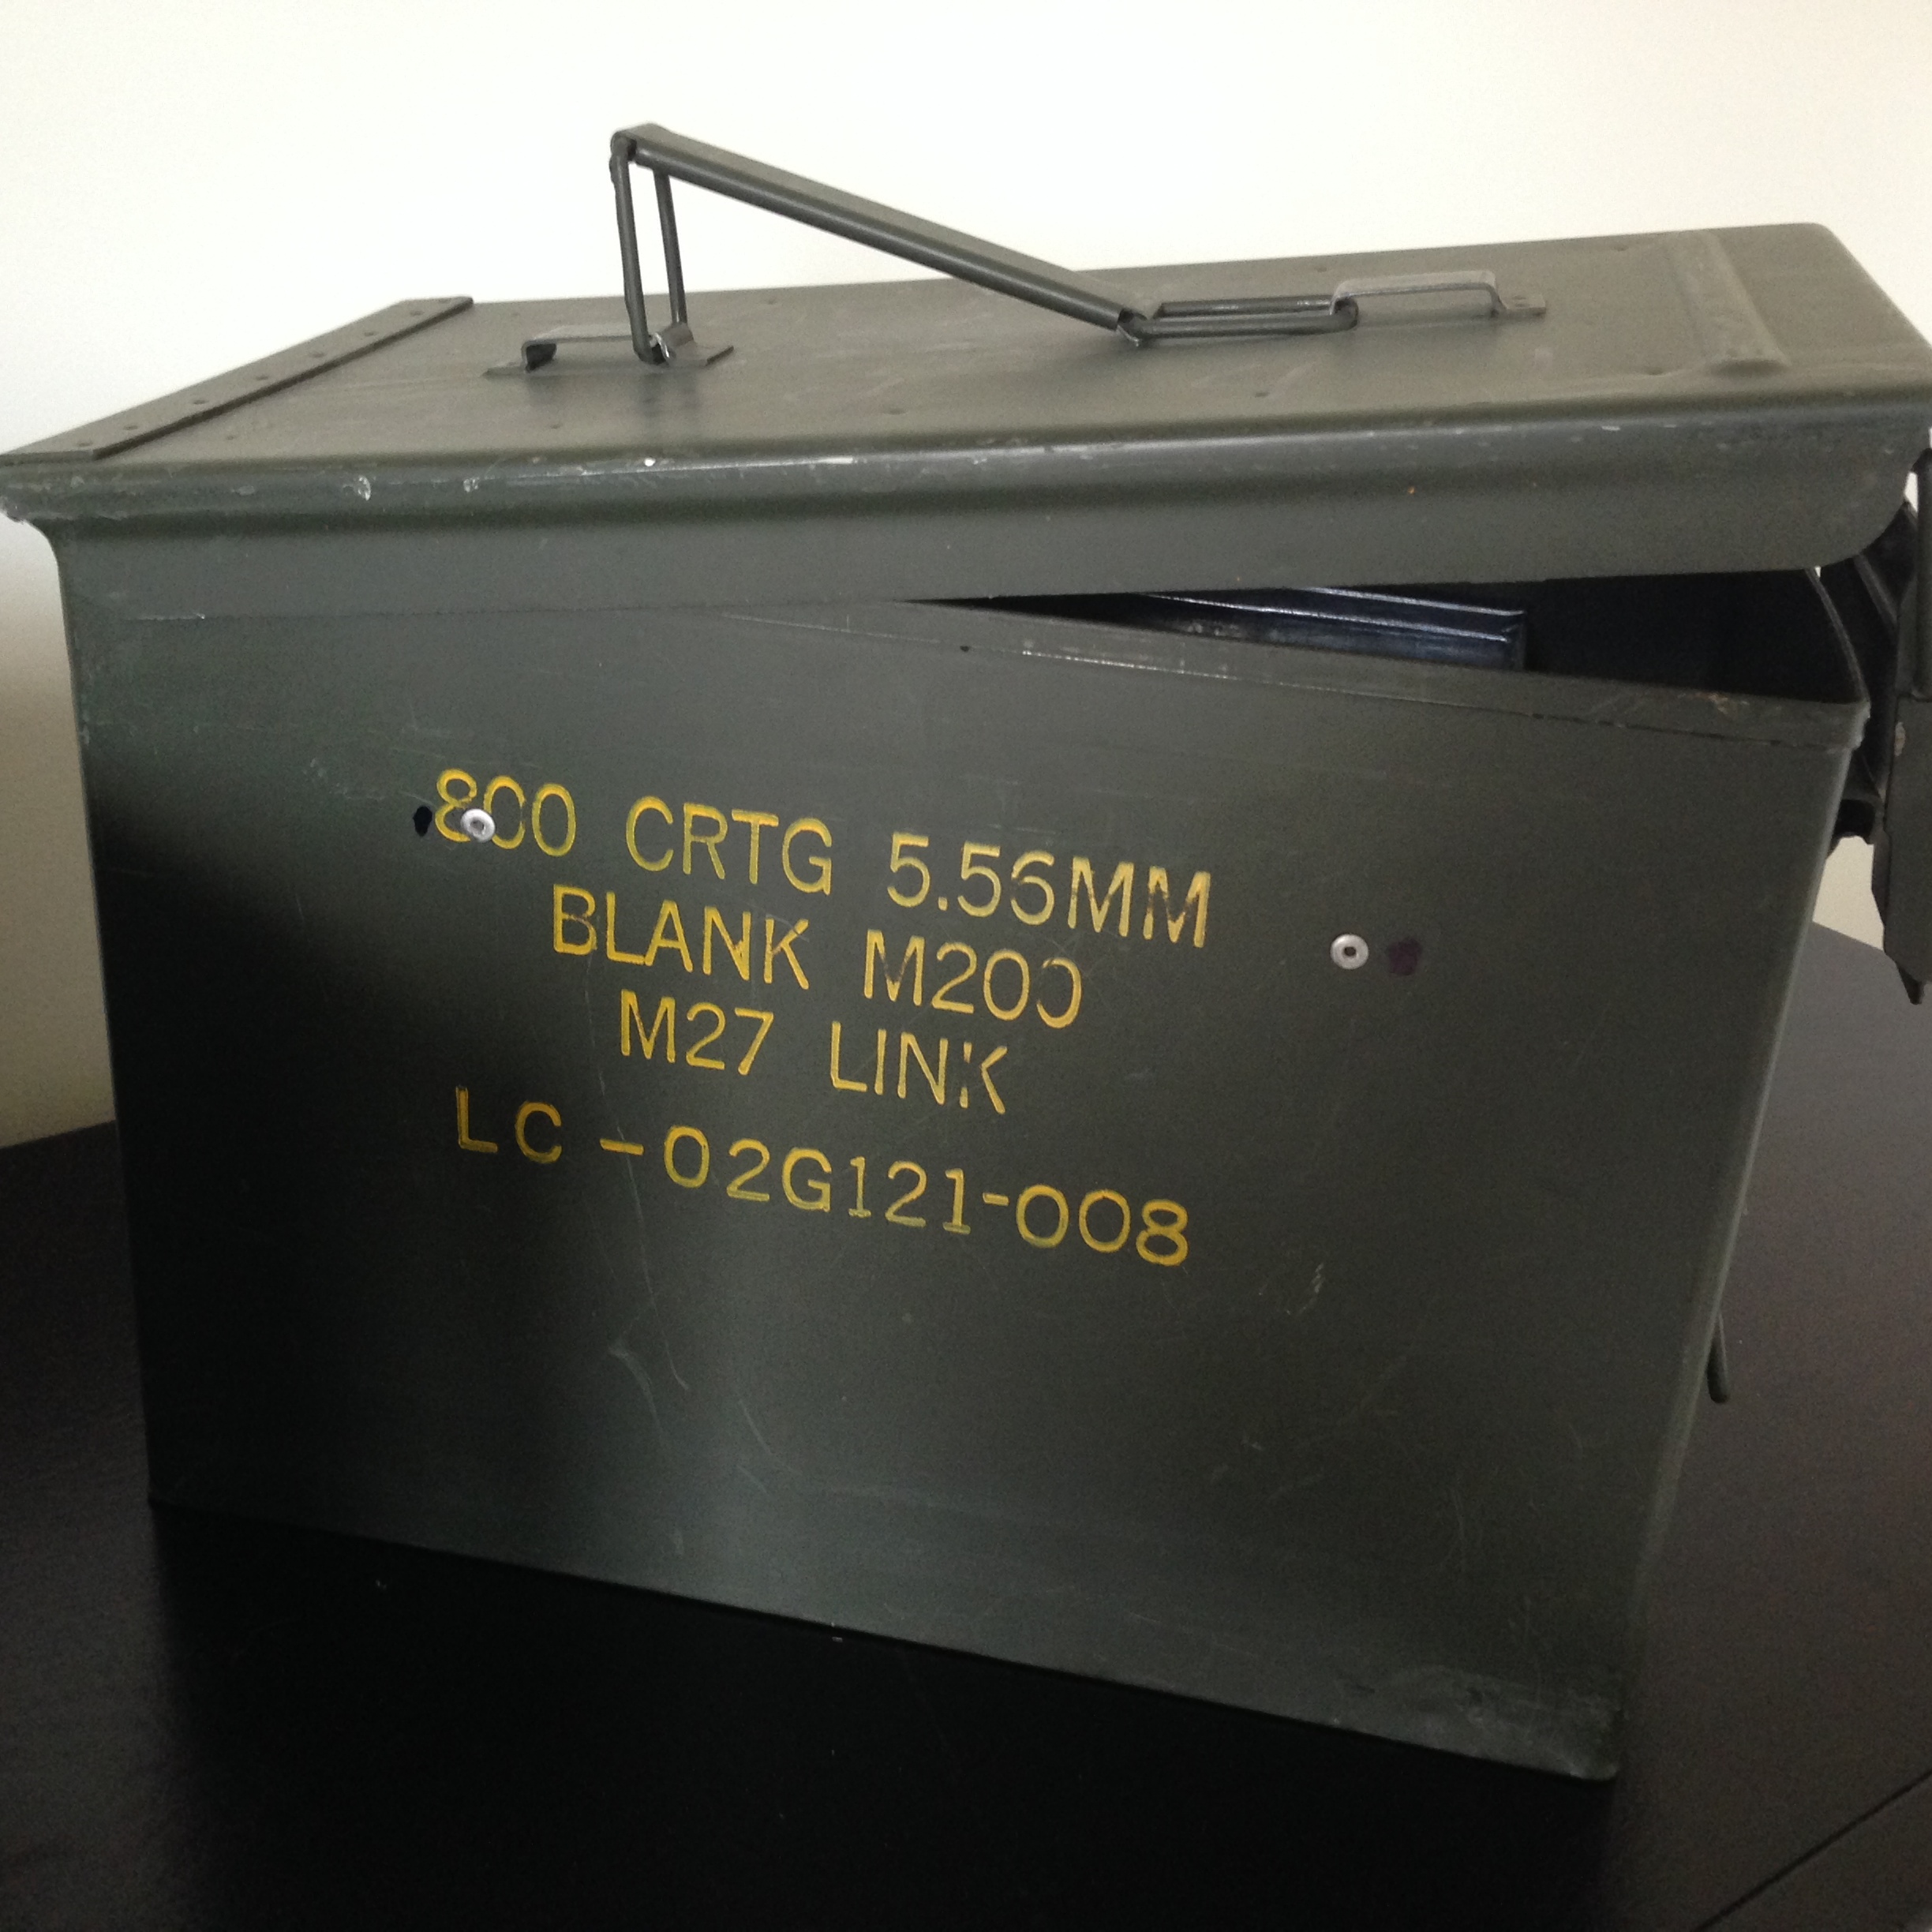 800 CRTG 5.56MM
BLANK M200
M27 LINK
LC-02G121-008